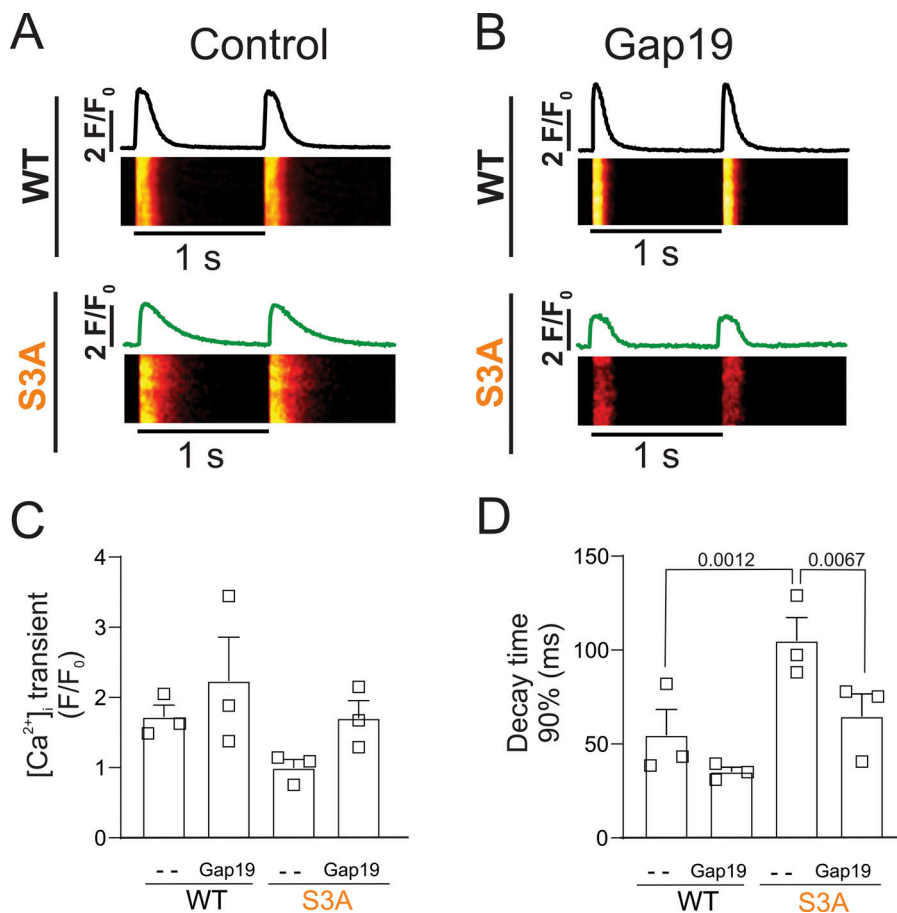 A
Control
B
Gap19
WT
2 F/F₀
1 s
WT
2 F/F₀
1 s
S3A
2 F/F₀
1 s
S3A
2 F/F₀
1 s
C
[Ca²⁺]ᵢ transient
(F/F₀)
4
3
2
1
0
- - Gap19 - - Gap19
WT S3A
D
Decay time
90% (ms)
150
100
50
0
0.0012 0.0067
- - Gap19 - - Gap19
WT S3A